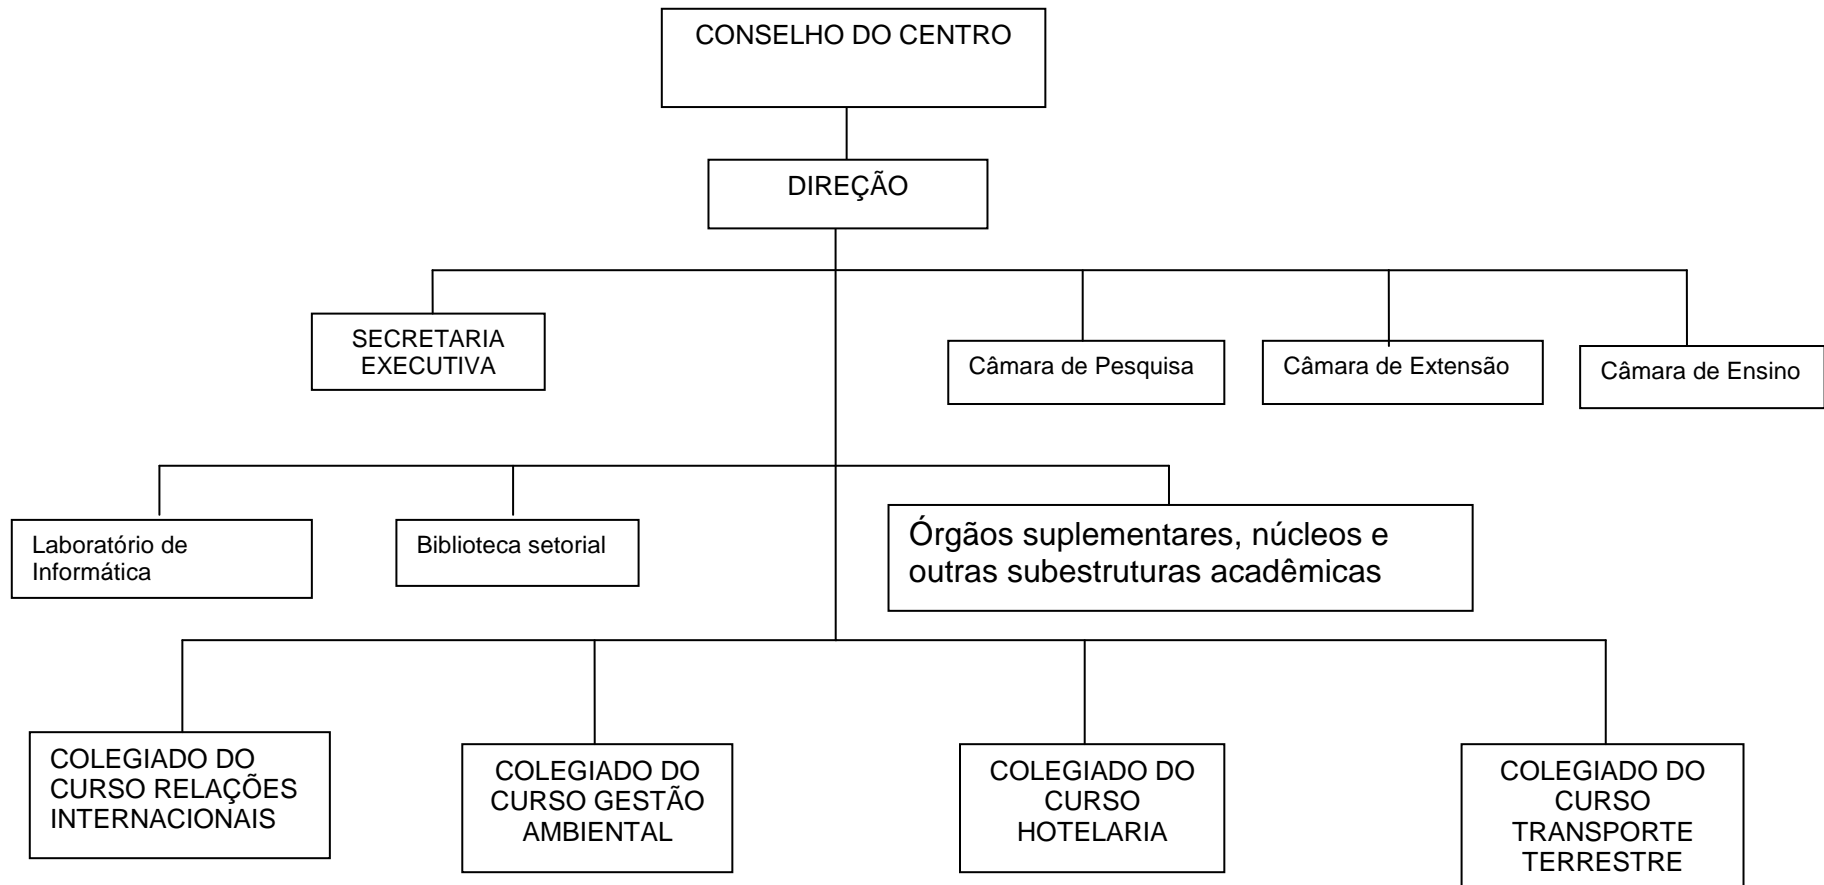 CONSELHO DO CENTRO
DIREÇÃO
SECRETARIA
EXECUTIVA
Câmara de Pesquisa
Câmara de Extensão
Câmara de Ensino
Laboratório de
Informática
Biblioteca setorial
Órgãos suplementares, núcleos e
outras subestruturas acadêmicas
COLEGIADO DO
CURSO RELAÇÕES
INTERNACIONAIS
COLEGIADO DO
CURSO GESTÃO
AMBIENTAL
COLEGIADO DO
CURSO
HOTELARIA
COLEGIADO DO
CURSO
TRANSPORTE
TERRESTRE